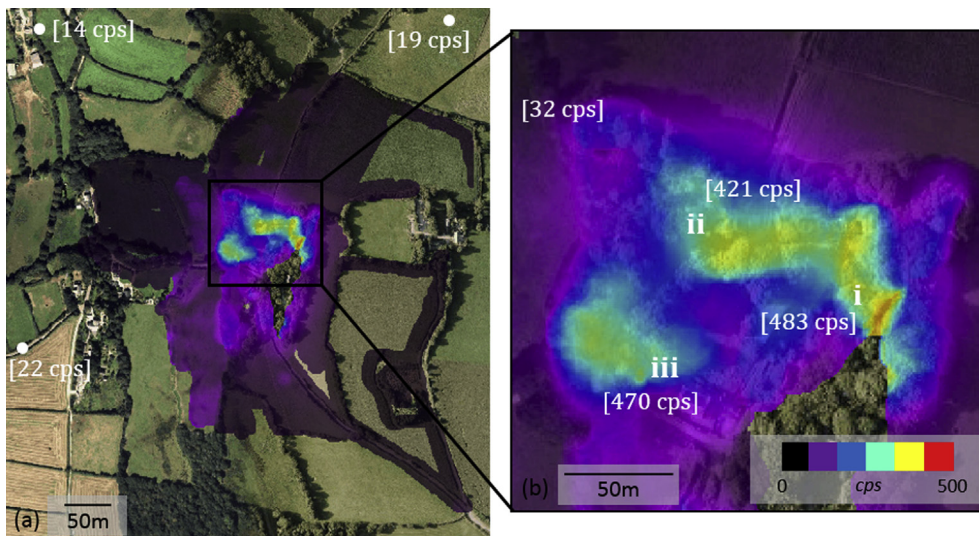 [14 cps]
[19 cps]
[22 cps]
(a)
50m
[32 cps]
[421 cps]
ii
i
[483 cps]
iii
[470 cps]
(b)
50m
0 cps 500